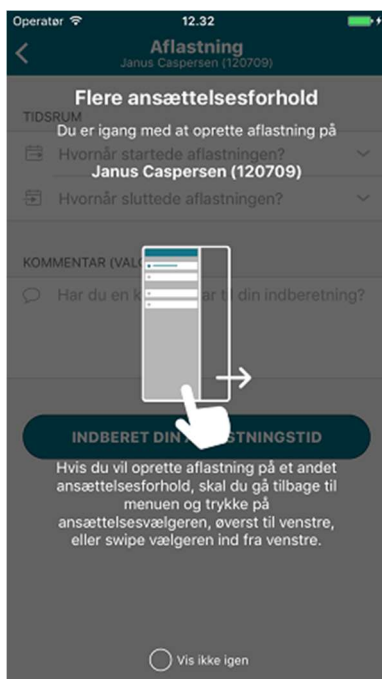 Operatør 12.32
Aflastning
Janus Caspersen (120709)
Flere ansættelsesforhold
TIDSRUM
Du er igang med at oprette aflastning på
Hvornår startede aflastningen?
Janus Caspersen (120709)
Hvornår sluttede aflastningen?
KOMMENTAR (VAL
Har du en k ar til din indberetning?
INDBERET DIN A STNINGSTID
Hvis du vil oprette aflastning på et andet
ansættelsesforhold, skal du gå tilbage til
menuen og trykke på
ansættelsesvælgeren, øverst til venstre,
eller swipe vælgeren ind fra venstre.
Vis ikke igen